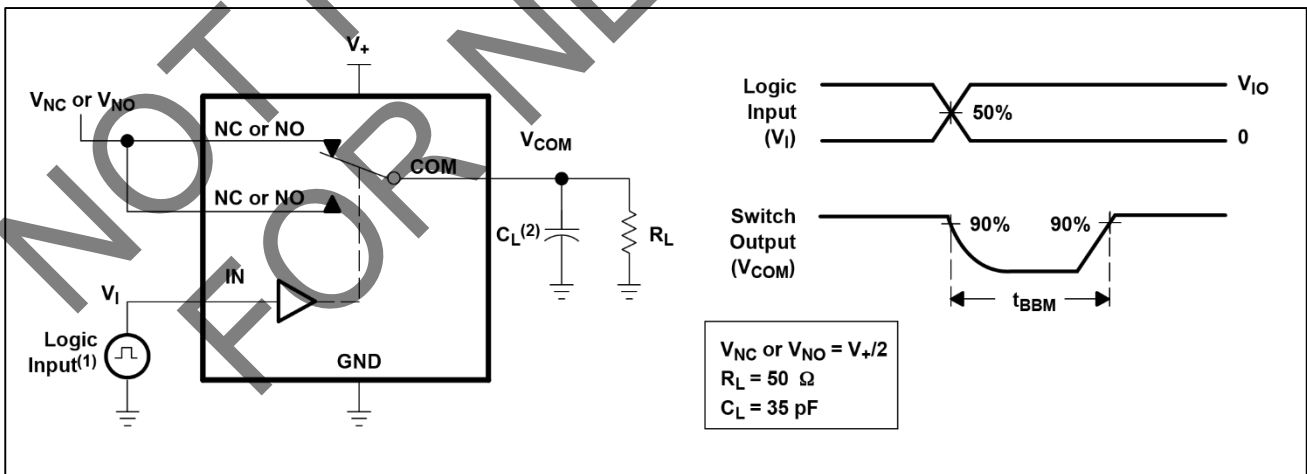 NOT
FOR NE
V+
VNC or VNO
NC or NO
VCOM
COM
NC or NO
CL(2)
RL
IN
VI
Logic
Input(1)
GND
Logic
Input
(VI)
50%
VIO
0
Switch
Output
(VCOM)
90%
90%
tBBM
VNC or VNO = V+/2
RL = 50 Ω
CL = 35 pF